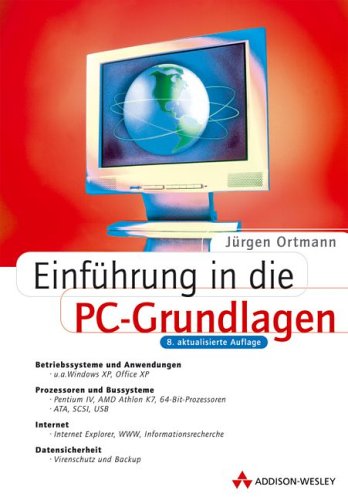 Jürgen Ortmann
Einführung in die
PC-Grundlagen
8. aktualisierte Auflage
Betriebssysteme und Anwendungen
· u.a.Windows XP, Office XP
Prozessoren und Bussysteme
· Pentium IV, AMD Athlon K7, 64-Bit-Prozessoren
· ATA, SCSI, USB
Internet
· Internet Explorer, WWW, Informationsrecherche
Datensicherheit
· Virenschutz und Backup
ADDISON-WESLEY